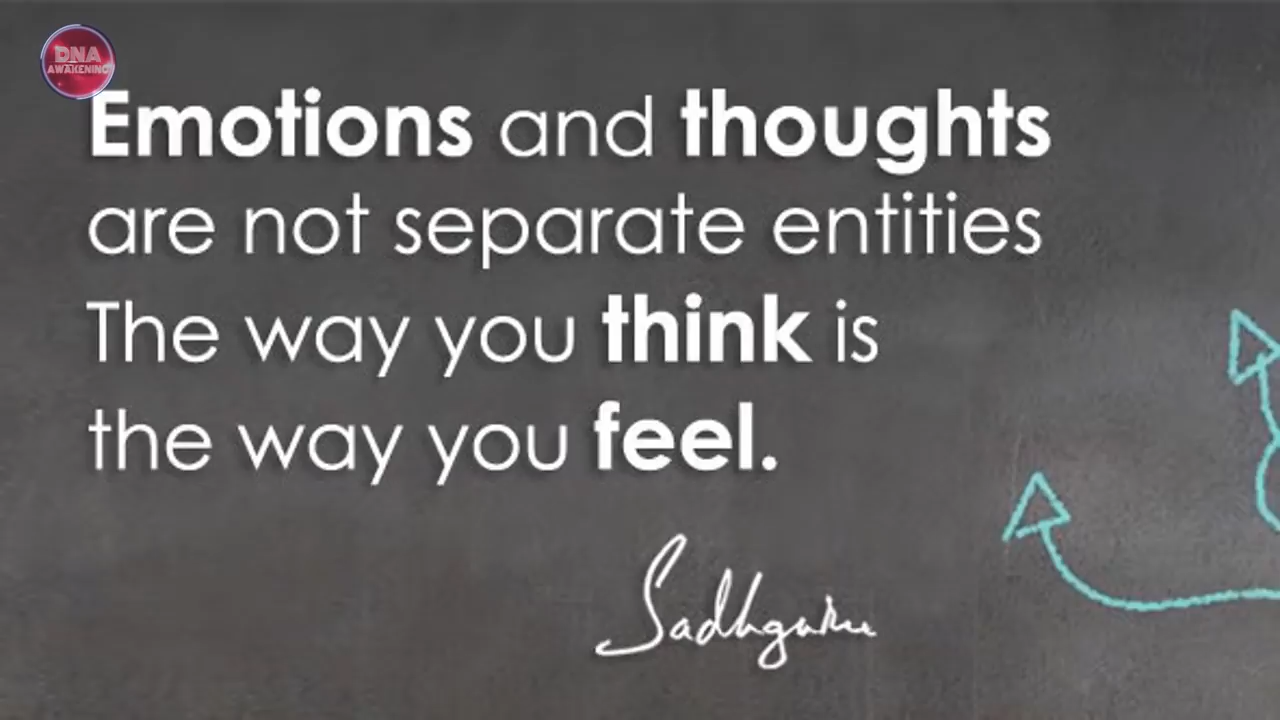 DNA
AWAKENING
Emotions and thoughts
are not separate entities
The way you think is
the way you feel.
Sadhguru